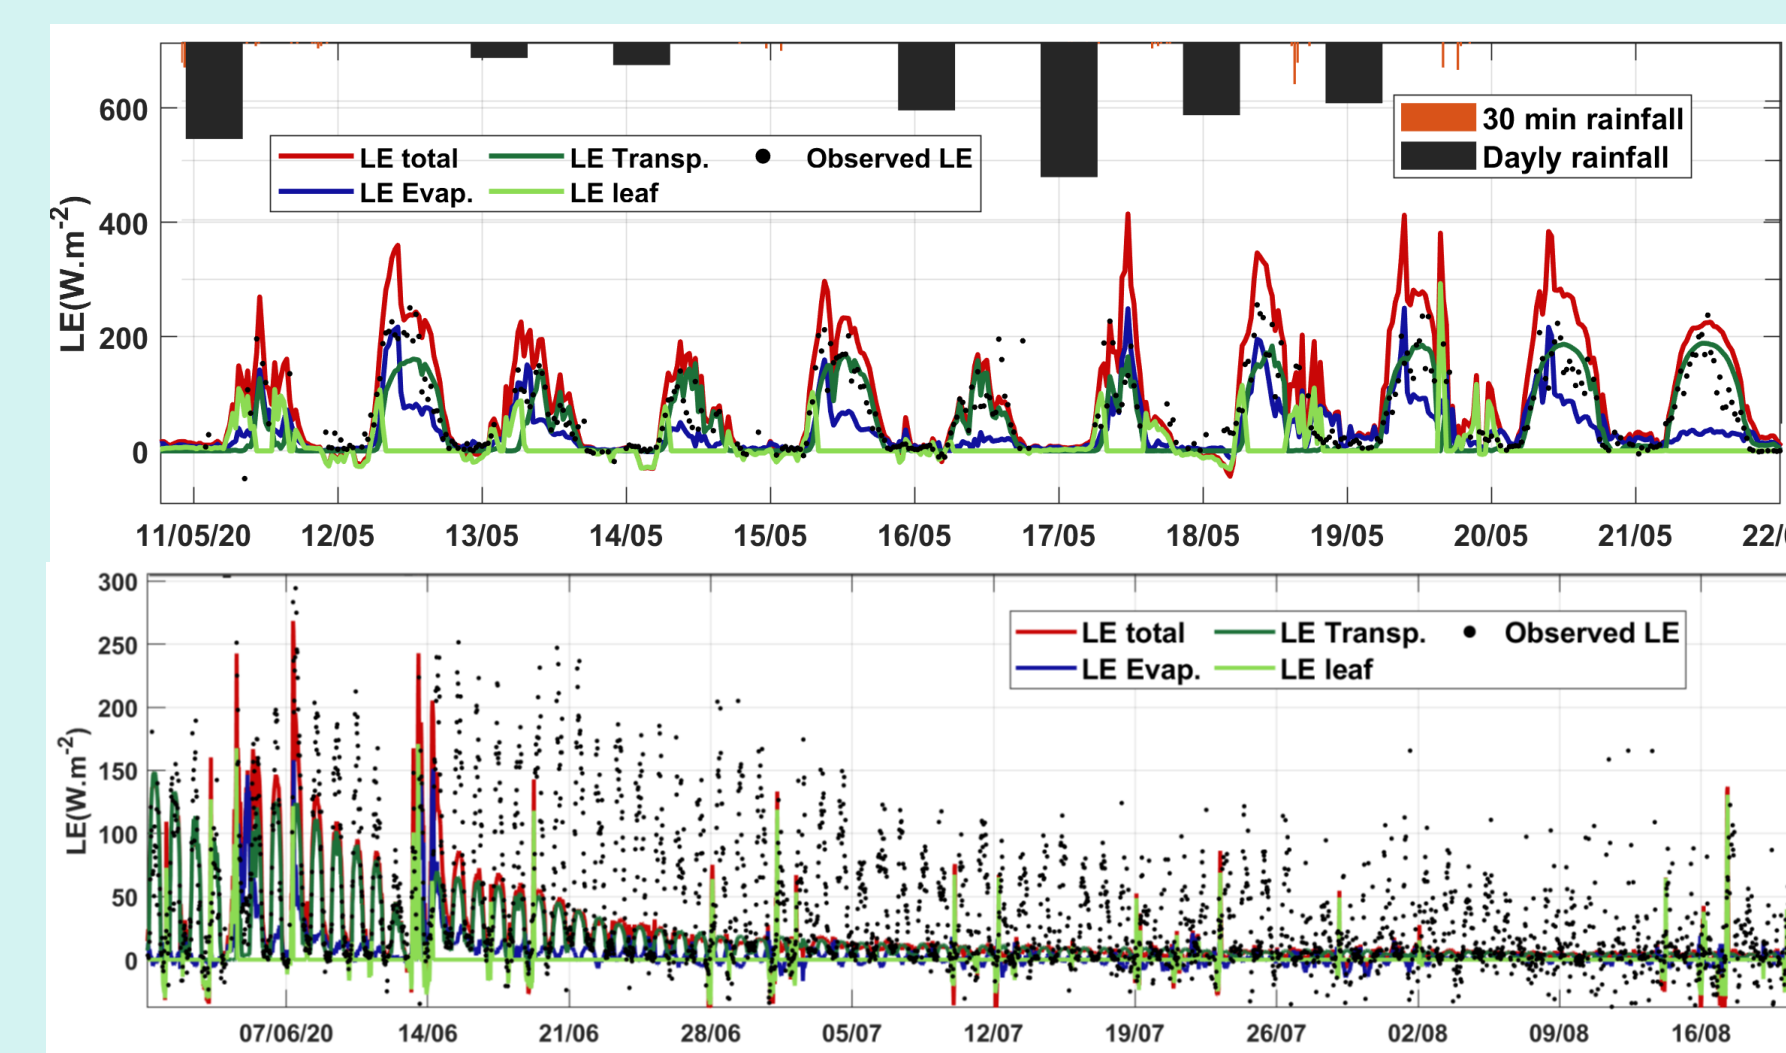 600
400
200
0
LE(W.m-2)
LE total LE Transp. Observed LE
LE Evap. LE leaf
30 min rainfall
Dayly rainfall
11/05/20 12/05 13/05 14/05 15/05 16/05 17/05 18/05 19/05 20/05 21/05 22/
300
250
200
150
100
50
0
LE(W.m-2)
LE total LE Transp. Observed LE
LE Evap. LE leaf
07/06/20 14/06 21/06 28/06 05/07 12/07 19/07 26/07 02/08 09/08 16/08